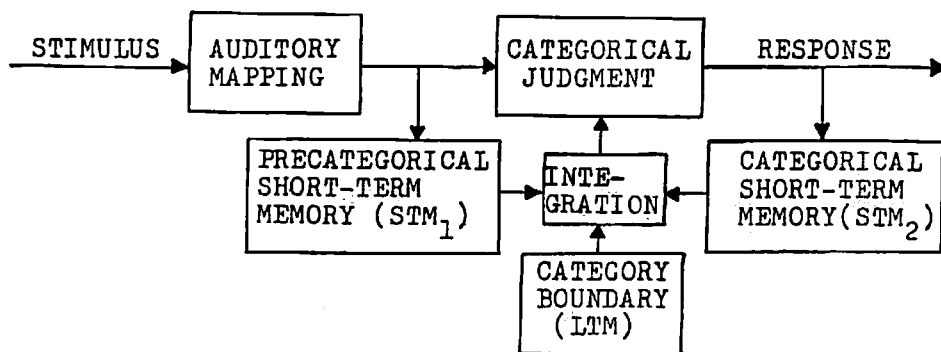 STIMULUS
AUDITORY
MAPPING
CATEGORICAL
JUDGMENT
RESPONSE
PRECATEGORICAL
SHORT-TERM
MEMORY (STM1)
INTE-
GRATION
CATEGORICAL
SHORT-TERM
MEMORY(STM2)
CATEGORY
BOUNDARY
(LTM)